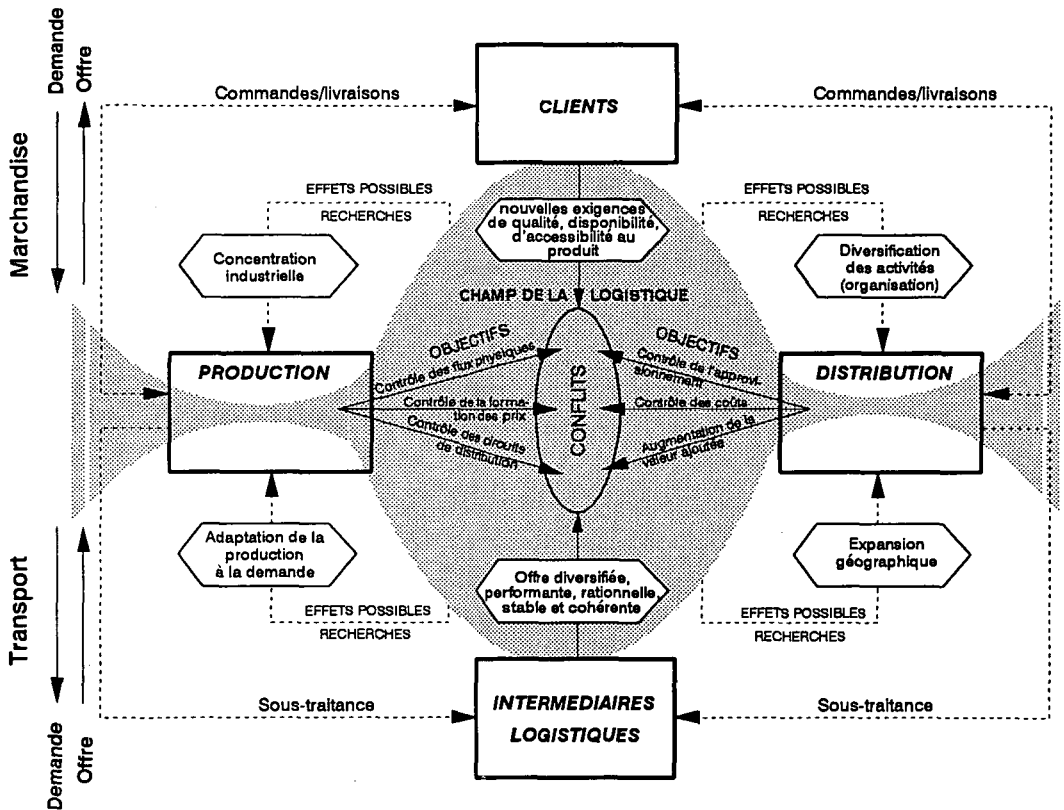 Demande
Offre
Marchandise
Commandes/livraisons
CLIENTS
Commandes/livraisons
EFFETS POSSIBLES
RECHERCHES
nouvelles exigences
de qualité, disponibilité,
d'accessibilité au
produit
EFFETS POSSIBLES
RECHERCHES
Concentration
industrielle
Diversification
des activités
(organisation)
CHAMP DE LA LOGISTIQUE
PRODUCTION
OBJECTIFS
Contrôle des flux physiques
Contrôle de la forma-
tion des prix
Contrôle des circuits
de distribution
CONFLITS
OBJECTIFS
Contrôle de l'approvi-
sionnement
Contrôle des coûts
Augmentation de la
valeur ajoutée
DISTRIBUTION
Adaptation de la
production
à la demande
Offre diversifiée,
performante, rationnelle,
stable et cohérente
Expansion
géographique
EFFETS POSSIBLES
RECHERCHES
EFFETS POSSIBLES
RECHERCHES
Transport
Sous-traitance
INTERMEDIAIRES
LOGISTIQUES
Sous-traitance
Demande
Offre